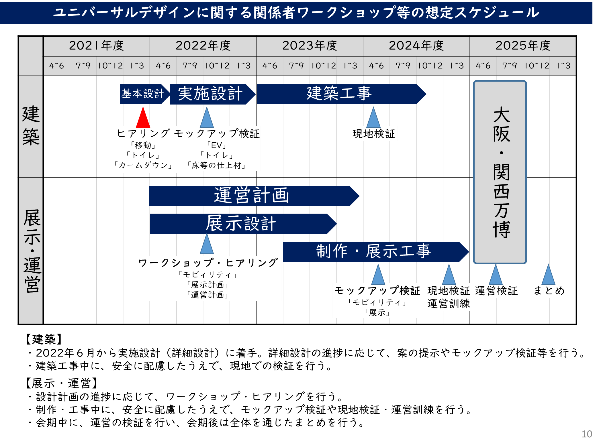 ユニバーサルデザインに関する関係者ワークショップ等の想定スケジュール
2021年度 2022年度 2023年度 2024年度 2025年度
4~6 7~9 10~12 1~3 4~6 7~9 10~12 1~3 4~6 7~9 10~12 1~3 4~6 7~9 10~12 1~3 4~6 7~9 10~12 1~3
建築
基本設計 実施設計 建築工事
ヒアリング モックアップ検証 現地検証
「移動」 「EV」
「トイレ」 「トイレ」
「カームダウン」 「床等の仕上材」
大阪・関西万博
展示・運営
運営計画
展示設計
制作・展示工事
ワークショップ・ヒアリング
「モビリティ」
「展示計画」
「運営計画」
モックアップ検証 現地検証 運営検証 まとめ
「モビリティ」 運営訓練
「展示」
【建築】
・2022年6月から実施設計（詳細設計）に着手。詳細設計の進捗に応じて、案の提示やモックアップ検証等を行う。
・建築工事中に、安全に配慮したうえで、現地での検証を行う。
【展示・運営】
・設計計画の進捗に応じて、ワークショップ・ヒアリングを行う。
・制作・工事中に、安全に配慮したうえで、モックアップ検証や現地検証・運営訓練を行う。
・会期中に、運営の検証を行い、会期後は全体を通じたまとめを行う。
10